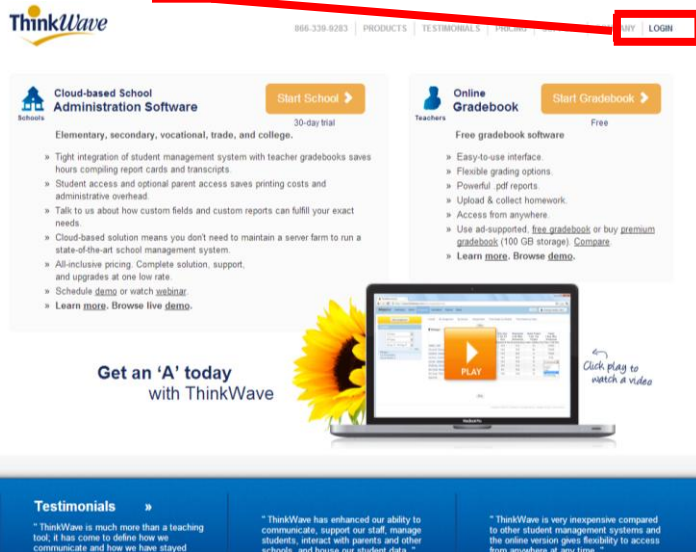 ThinkWave
866-339-9283 PRODUCTS TESTIMONIALS PRICING LOGIN
Schools
Cloud-based School
Administration Software
Start School
30-day trial
Elementary, secondary, vocational, trade, and college.
» Tight integration of student management system with teacher gradebooks saves
hours compiling report cards and transcripts.
» Student access and optional parent access saves printing costs and
administrative overhead.
» Talk to us about how custom fields and custom reports can fulfill your exact
needs.
» Cloud-based solution means you don't need to maintain a server farm to run a
state-of-the-art school management system.
» All-inclusive pricing. Complete solution, support,
and upgrades at one low rate.
» Schedule demo or watch webinar.
» Learn more. Browse live demo.
Teachers
Online
Gradebook
Start Gradebook
Free
Free gradebook software
» Easy-to-use interface.
» Flexible grading options.
» Powerful .pdf reports.
» Upload & collect homework.
» Access from anywhere.
» Use ad-supported, free gradebook or buy premium
gradebook (100 GB storage). Compare.
» Learn more. Browse demo.
Get an ‘A’ today
with ThinkWave
PLAY
Click play to
watch a video
Testimonials »
" ThinkWave is much more than a teaching
tool; it has come to define how we
communicate and how we have stayed
" ThinkWave has enhanced our ability to
communicate, support our staff, manage
students, interact with parents and other
schools, and house our student data. "
" ThinkWave is very inexpensive compared
to other student management systems and
the online version gives flexibility to access
from anywhere at any time.